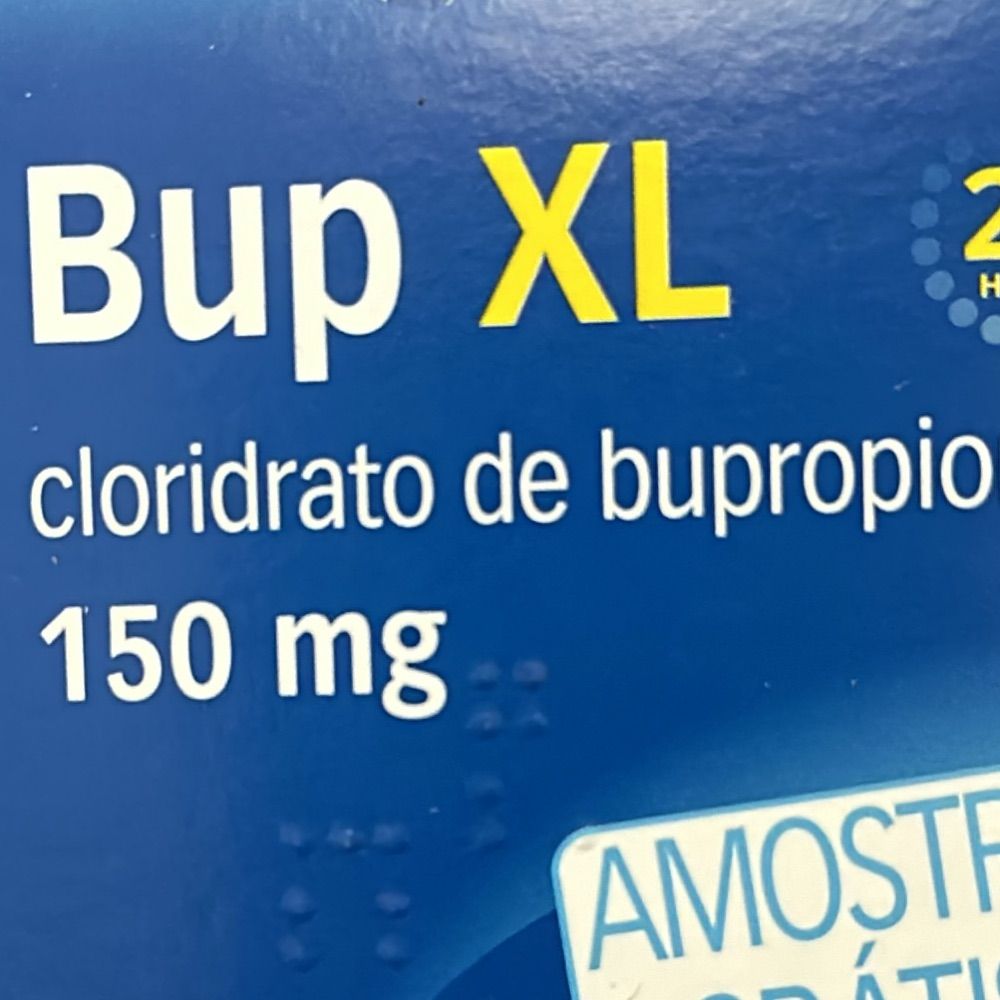 Bup XL
cloridrato de bupropio
150 mg
AMOSTR